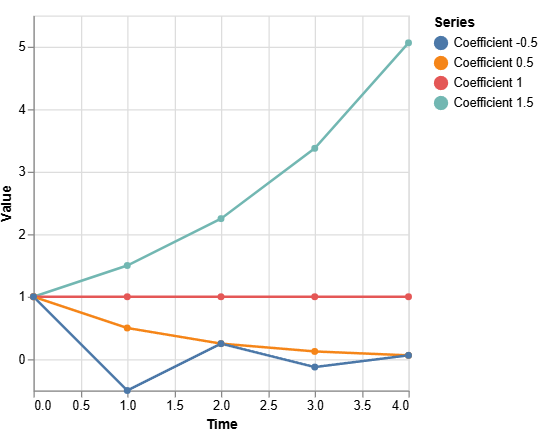 Value
5
4
3
2
1
0
0.0 0.5 1.0 1.5 2.0 2.5 3.0 3.5 4.0
Time
Series
Coefficient -0.5
Coefficient 0.5
Coefficient 1
Coefficient 1.5